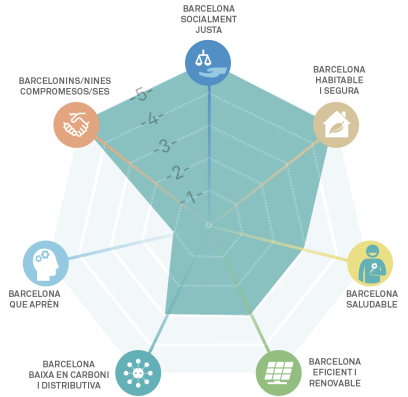 BARCELONA
SOCIALMENT
JUSTA
BARCELONINS/NINES
COMPROMESOS/SES
BARCELONA
HABITABLE
I SEGURA
-5-
-4-
-3-
-2-
-1-
BARCELONA
QUE APRÈN
BARCELONA
SALUDABLE
BARCELONA
BAIXA EN CARBONI
I DISTRIBUTIVA
BARCELONA
EFICIENT I
RENOVABLE